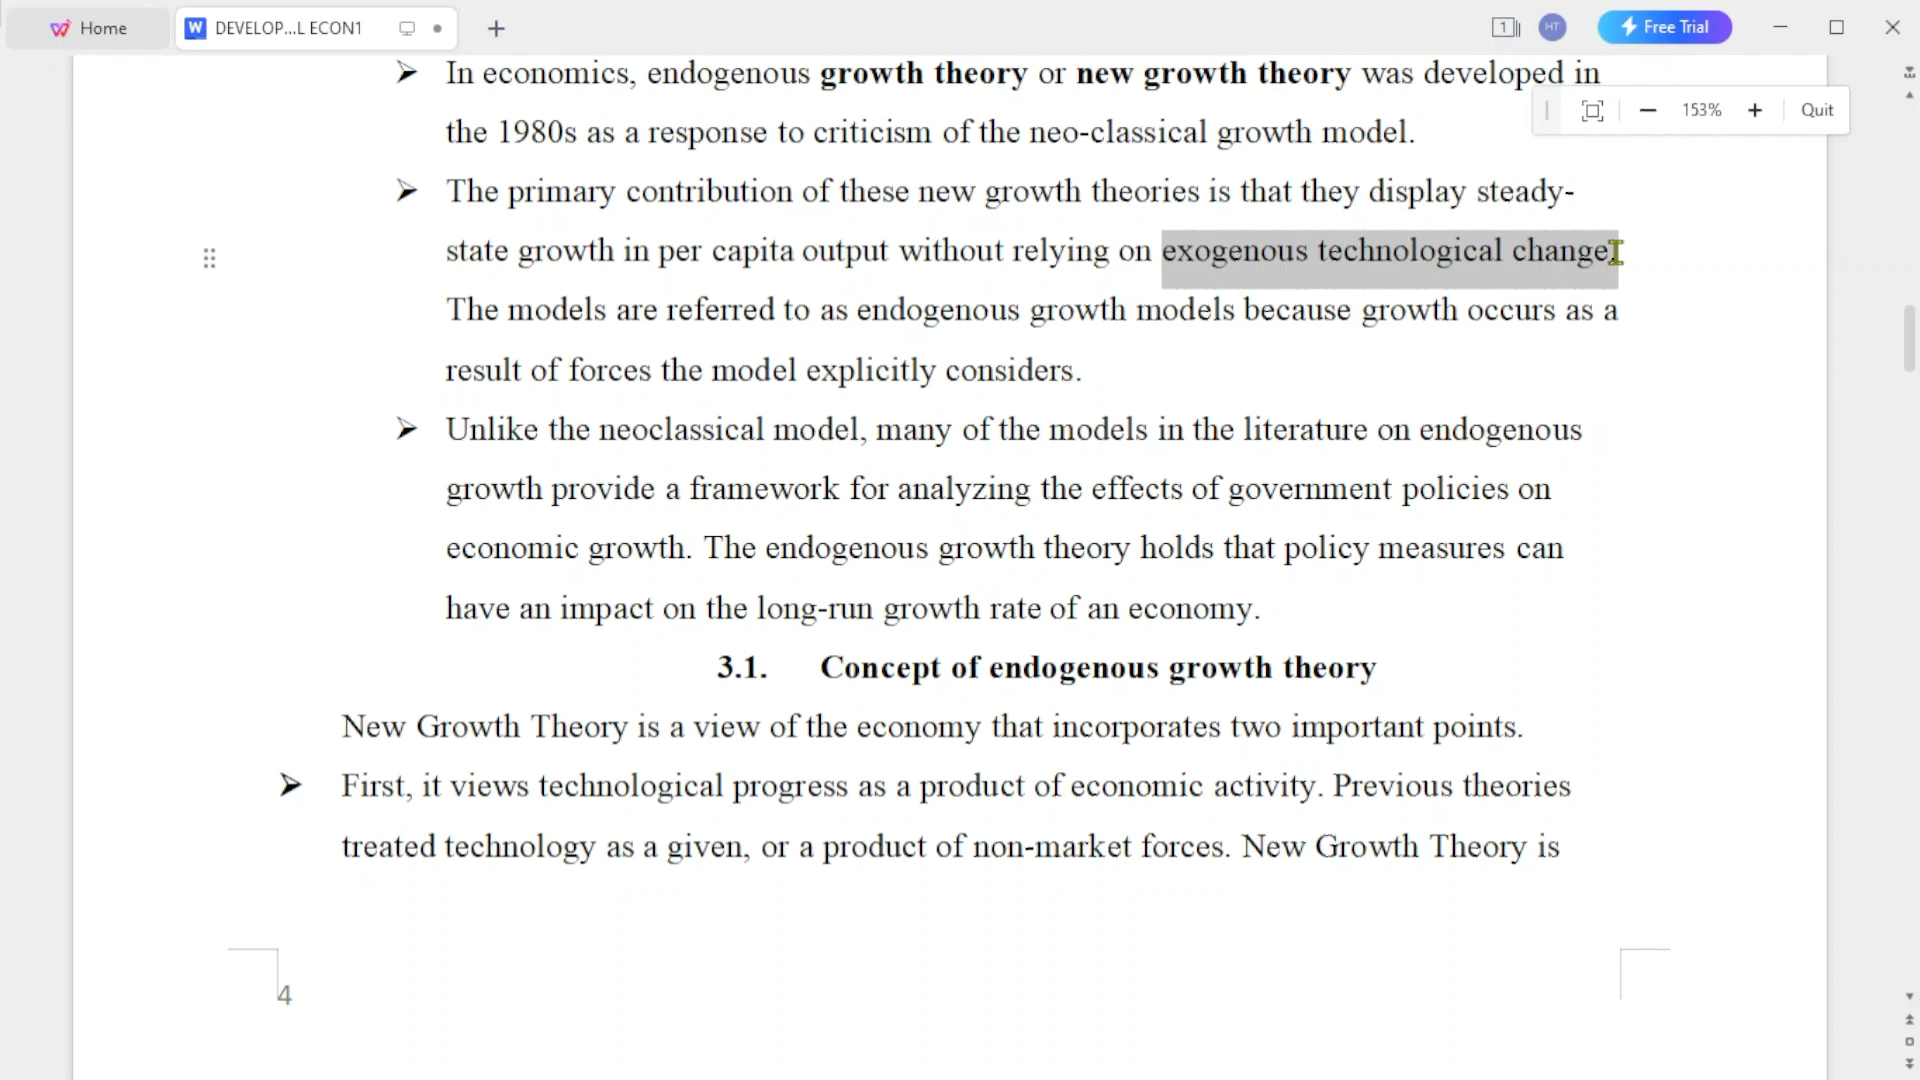 Home
DEVELOP...L ECON1
1
HT
Free Trial
➢ In economics, endogenous growth theory or new growth theory was developed in
the 1980s as a response to criticism of the neo-classical growth model.
153%
Quit
➢ The primary contribution of these new growth theories is that they display steady-
state growth in per capita output without relying on exogenous technological change.
The models are referred to as endogenous growth models because growth occurs as a
result of forces the model explicitly considers.
➢ Unlike the neoclassical model, many of the models in the literature on endogenous
growth provide a framework for analyzing the effects of government policies on
economic growth. The endogenous growth theory holds that policy measures can
have an impact on the long-run growth rate of an economy.
3.1. Concept of endogenous growth theory
New Growth Theory is a view of the economy that incorporates two important points.
➢ First, it views technological progress as a product of economic activity. Previous theories
treated technology as a given, or a product of non-market forces. New Growth Theory is
4